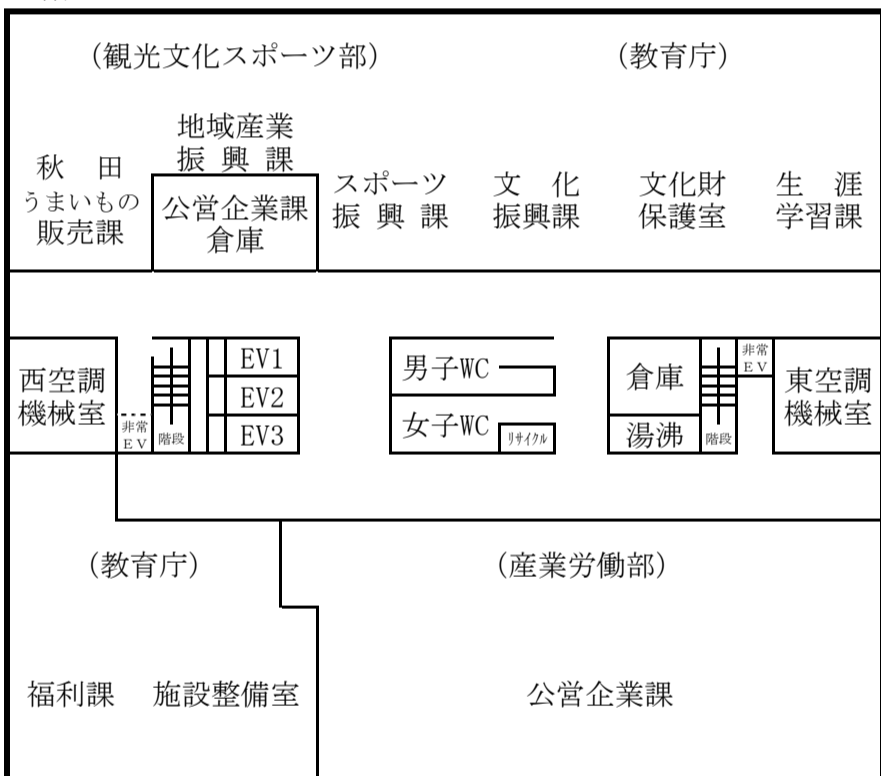 (観光文化スポーツ部)
(教育庁)
秋 田
うまいもの
販売課
地域産業
振 興 課
公営企業課
倉庫
スポーツ
振 興 課
文 化
振興課
文化財
保護室
生 涯
学習課
西空調
機械室
非常
EV
階段
EV1
EV2
EV3
男子WC
女子WC
リサイクル
倉庫
湯沸
階段
非常
EV
東空調
機械室
(教育庁)
(産業労働部)
福利課
施設整備室
公営企業課